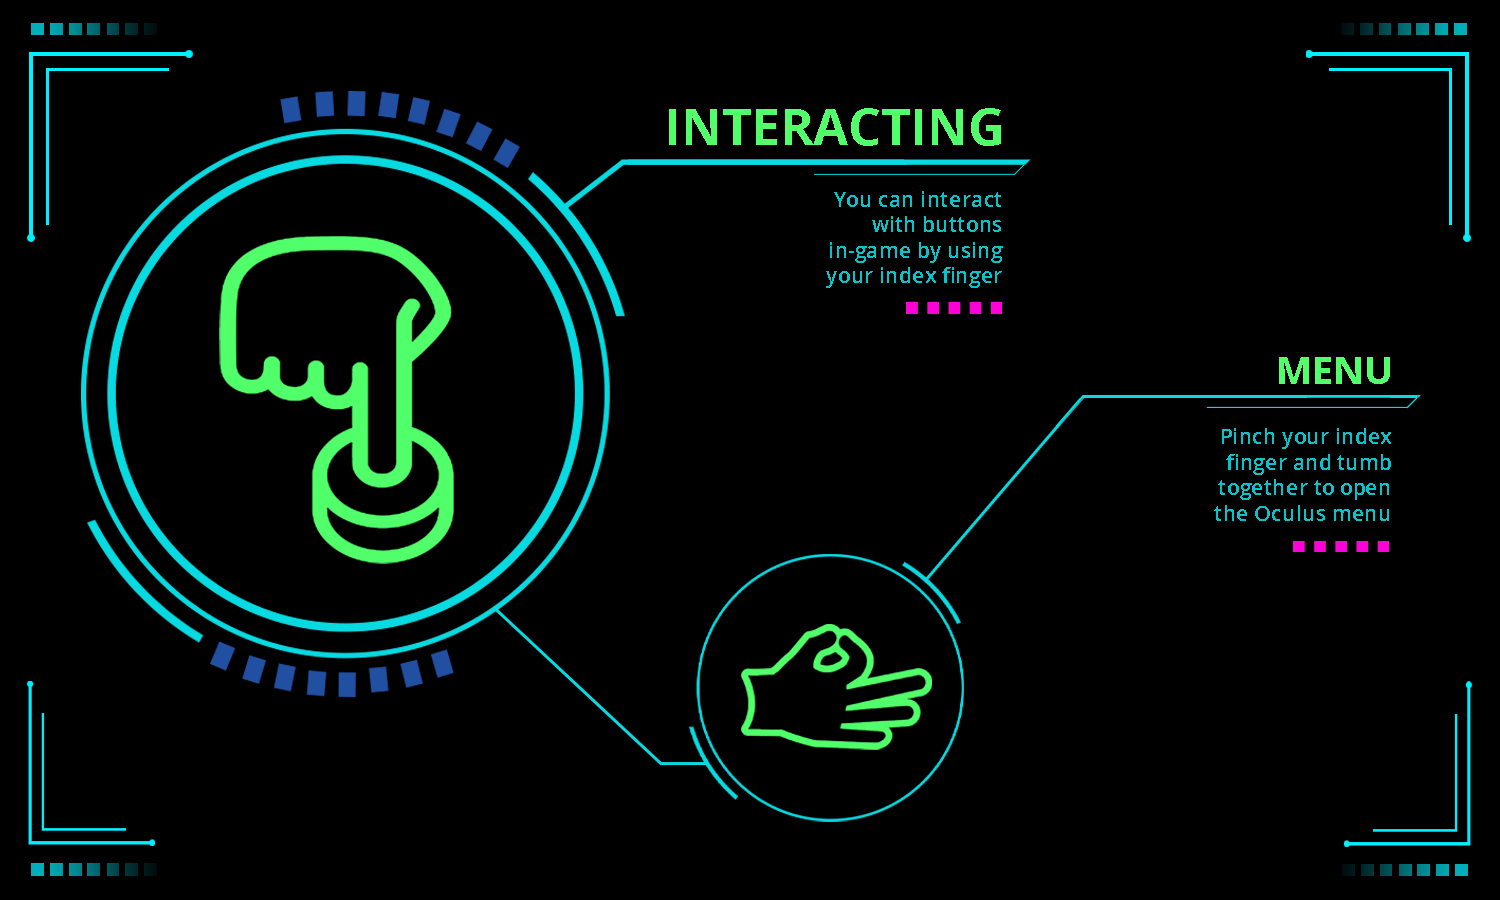 INTERACTING
You can interact
with buttons
in-game by using
your index finger
MENU
Pinch your index
finger and tumb
together to open
the Oculus menu